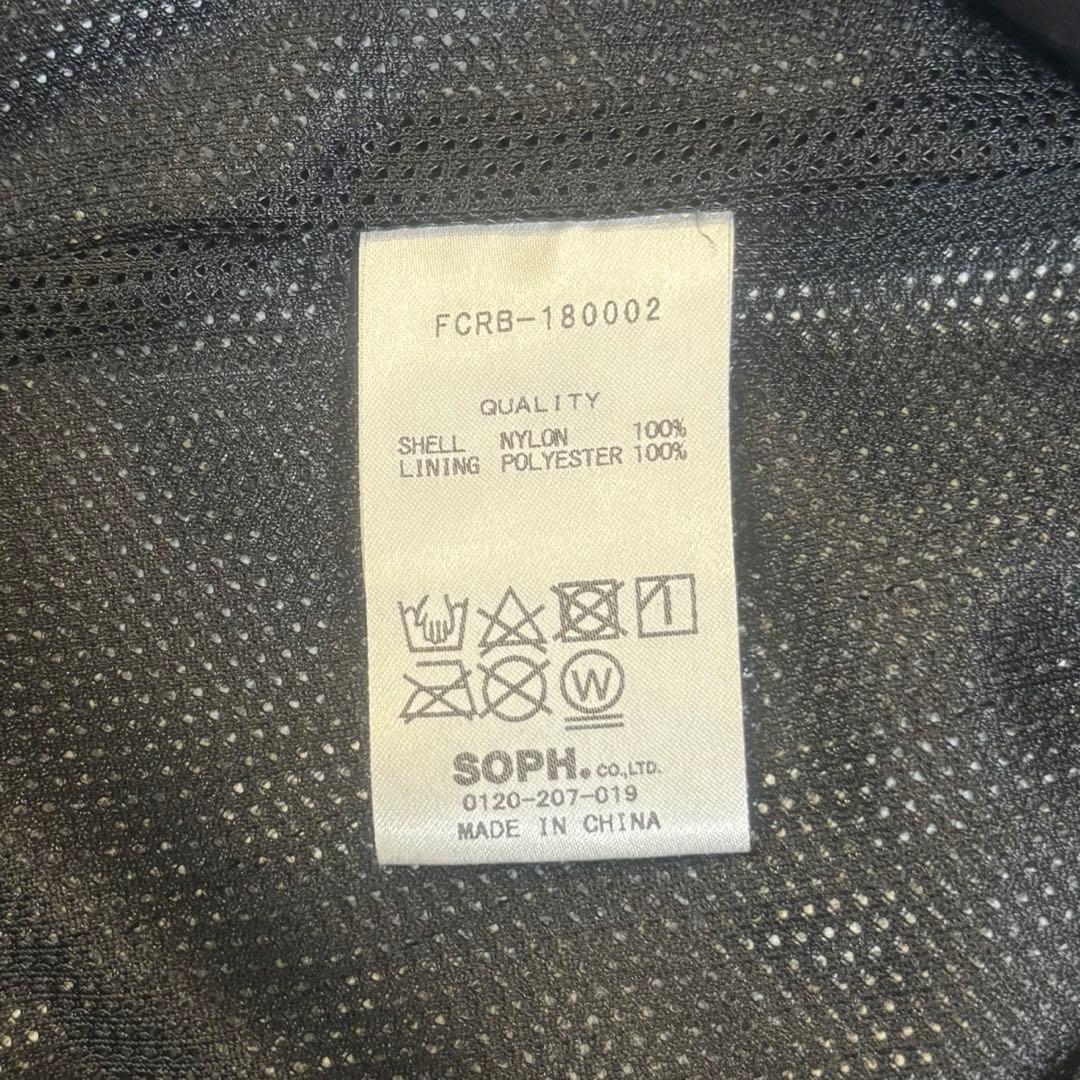 FCRB-180002
QUALITY
SHELL NYLON 100%
LINING POLYESTER 100%
W
SOPH. CO.,LTD.
0120-207-019
MADE IN CHINA